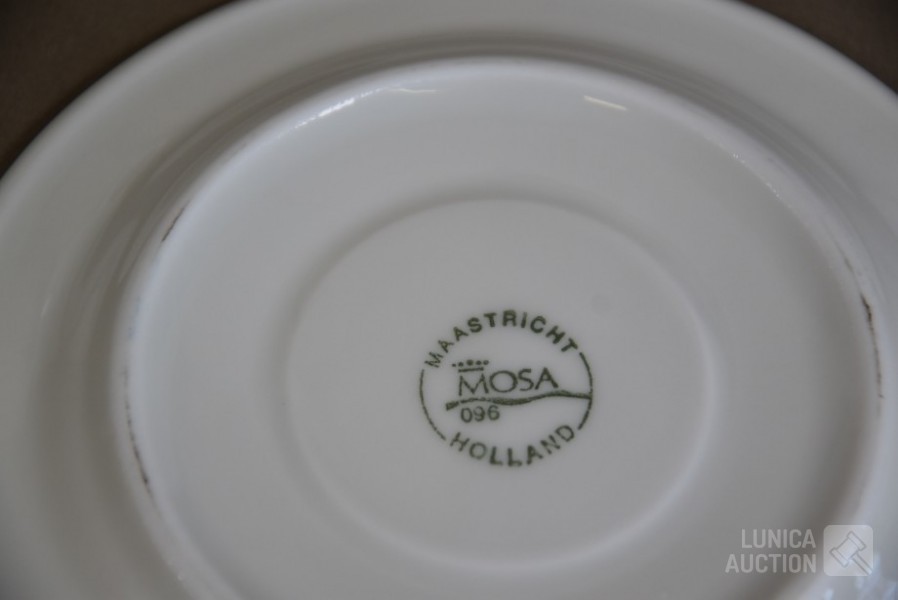 MAASTRICHT
MOSA
096
HOLLAND
LUNICA
AUCTION